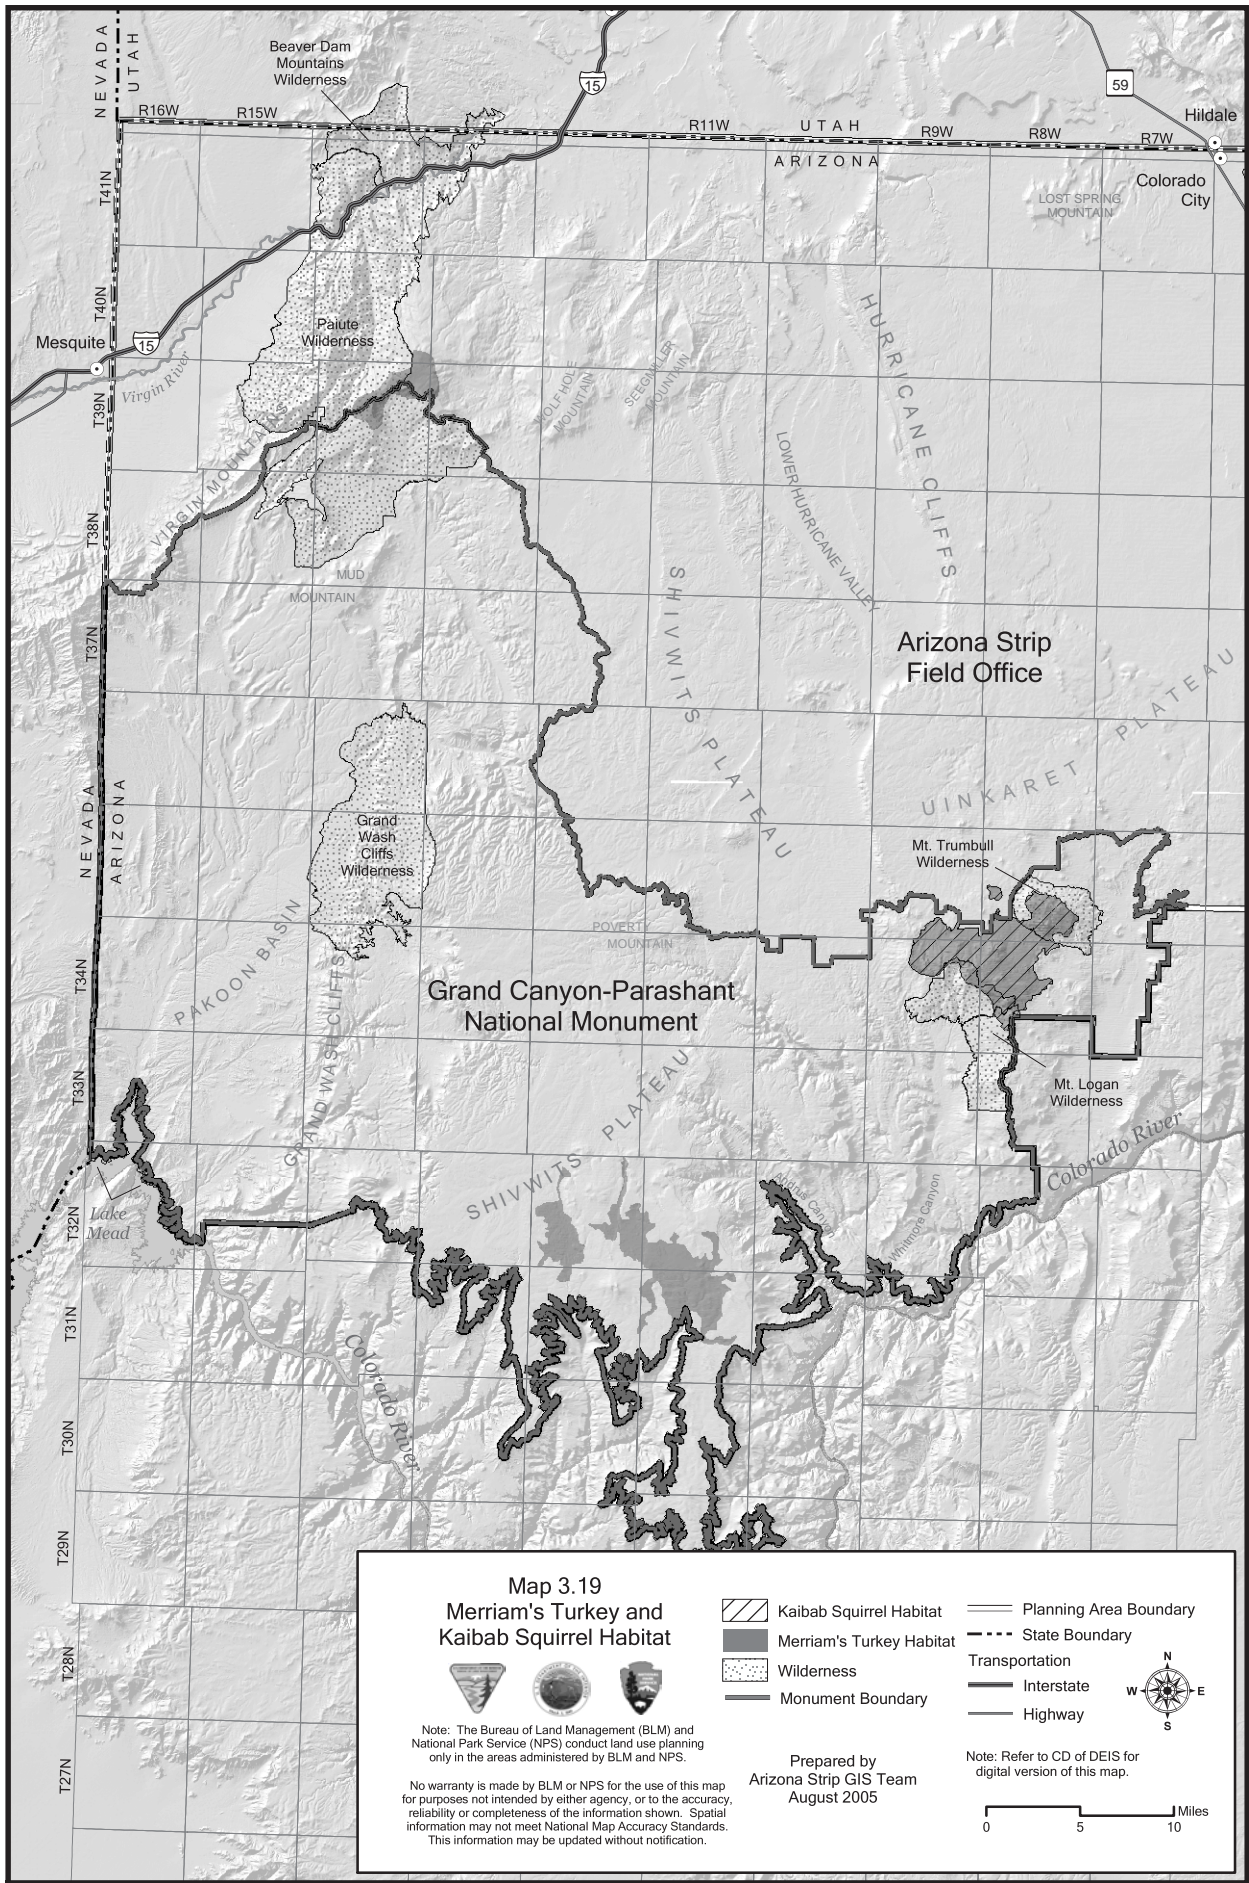 NEVADA
UTAH
Beaver Dam
Mountains
Wilderness
15
59
Hildale
R16W
R15W
R11W
UTAH
R9W
R8W
R7W
ARIZONA
Colorado
City
LOST SPRING
MOUNTAIN
T41N
T40N
HURRICANE CLIFFS
Mesquite
15
Virgin River
Paiute
Wilderness
T39N
WOLF HOLE
MOUNTAIN
SEEGMILLER
MOUNTAIN
LOWER HURRICANE VALLEY
VIRGIN MOUNTAINS
T38N
MUD
MOUNTAIN
SHIVWITS PLATEAU
T37N
Arizona Strip
Field Office
UINKARET PLATEAU
NEVADA
ARIZONA
Grand
Wash
Cliffs
Wilderness
Mt. Trumbull
Wilderness
PAKOON BASIN
POVERTY
MOUNTAIN
T34N
GRAND WASH CLIFFS
Grand Canyon-Parashant
National Monument
T33N
SHIVWITS PLATEAU
Mt. Logan
Wilderness
Colorado River
Whitmore Canyon
Canyon
T32N
Lake
Mead
T31N
Colorado River
T30N
T29N
T28N
T27N
Map 3.19
Merriam's Turkey and
Kaibab Squirrel Habitat
Note: The Bureau of Land Management (BLM) and
National Park Service (NPS) conduct land use planning
only in the areas administered by BLM and NPS.
No warranty is made by BLM or NPS for the use of this map
for purposes not intended by either agency, or to the accuracy,
reliability or completeness of the information shown. Spatial
information may not meet National Map Accuracy Standards.
This information may be updated without notification.
Kaibab Squirrel Habitat
Merriam's Turkey Habitat
Wilderness
Monument Boundary
Prepared by
Arizona Strip GIS Team
August 2005
Planning Area Boundary
State Boundary
Transportation
Interstate
Highway
N
W
E
S
Note: Refer to CD of DEIS for
digital version of this map.
Miles
0
5
10